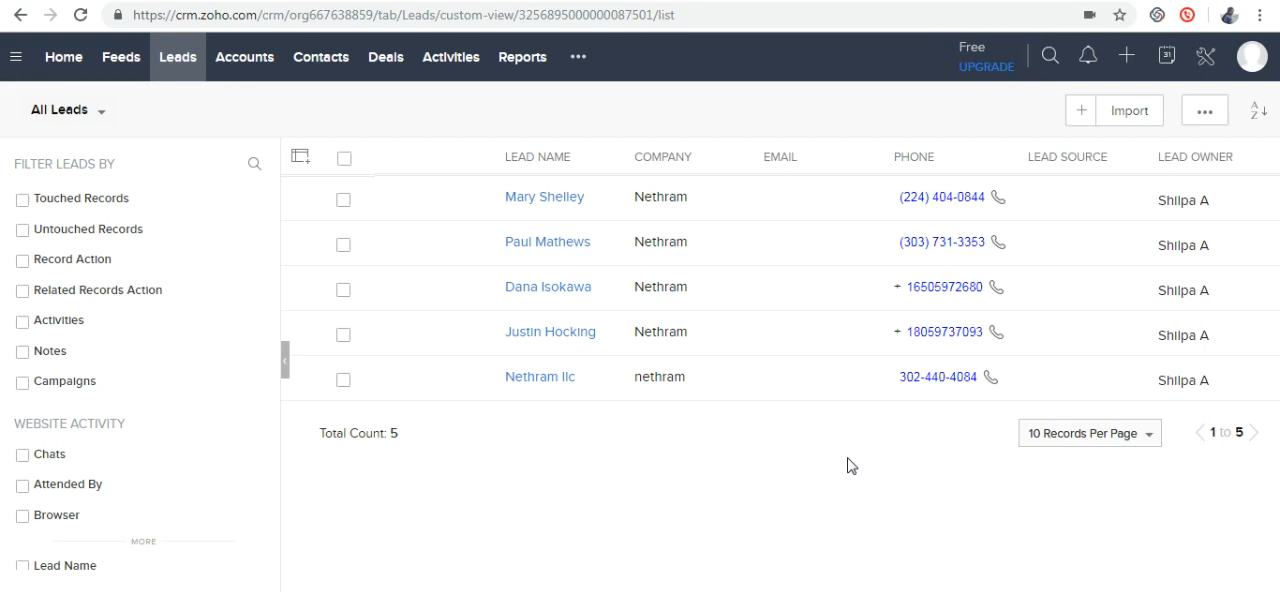 https://crm.zoho.com/crm/org667638859/tab/Leads/custom-view/3256895000000087501/list
Home Feeds Leads Accounts Contacts Deals Activities Reports ••• Free UPGRADE 31
All Leads + Import ••• A Z
FILTER LEADS BY
Touched Records
Untouched Records
Record Action
Related Records Action
Activities
Notes
Campaigns
WEBSITE ACTIVITY
Chats
Attended By
Browser
MORE
Lead Name
LEAD NAME COMPANY EMAIL PHONE LEAD SOURCE LEAD OWNER
Mary Shelley Nethram (224) 404-0844 Shilpa A
Paul Mathews Nethram (303) 731-3353 Shilpa A
Dana Isokawa Nethram + 16505972680 Shilpa A
Justin Hocking Nethram + 18059737093 Shilpa A
Nethram llc nethram 302-440-4084 Shilpa A
Total Count: 5 10 Records Per Page 1 to 5